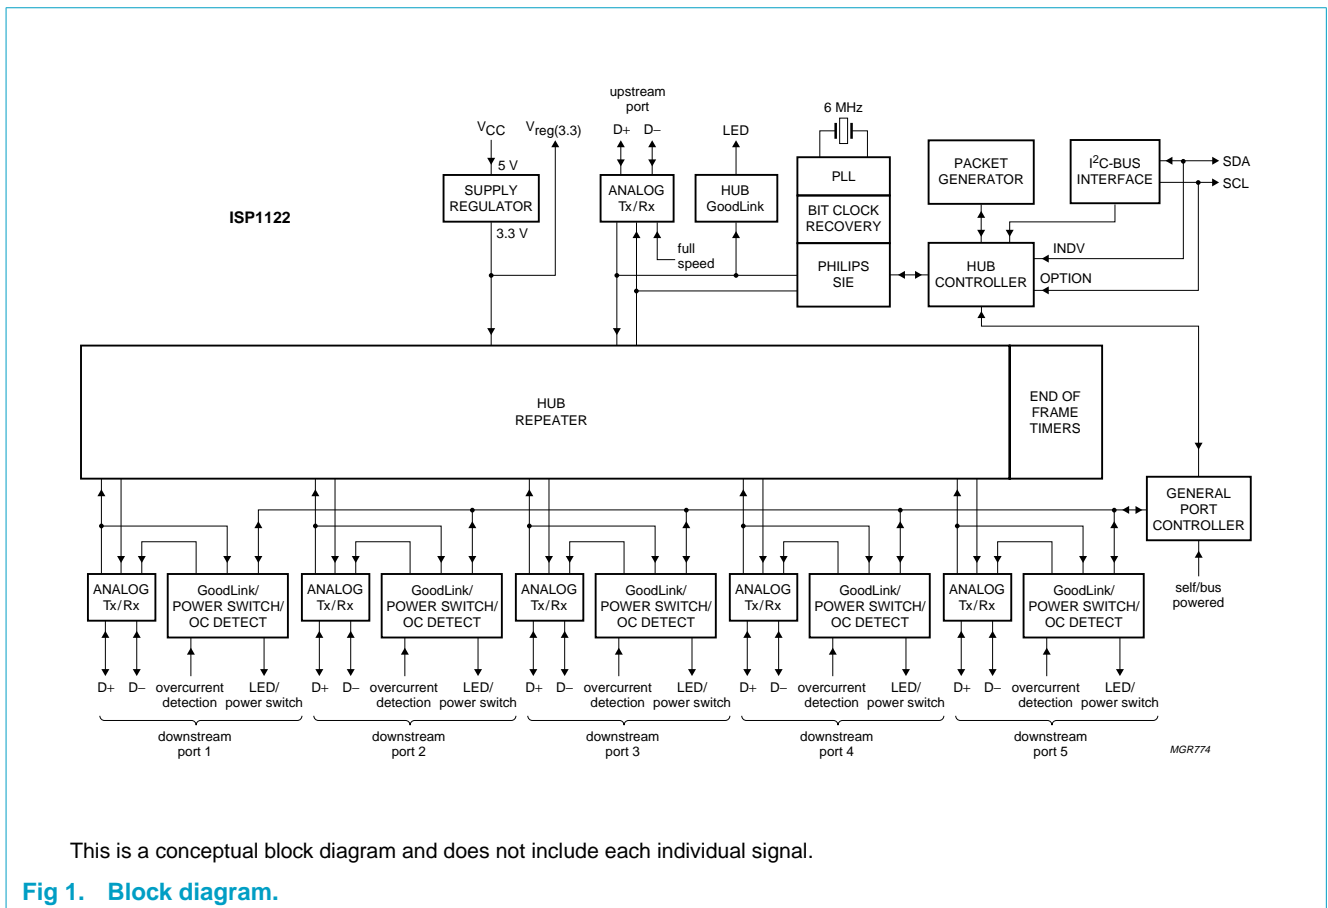 upstream
port
6 MHz
VCC
Vreg(3.3)
D+ D−
LED
5 V
SUPPLY
REGULATOR
3.3 V
ANALOG
Tx/Rx
HUB
GoodLink
PLL
BIT CLOCK
RECOVERY
PHILIPS
SIE
PACKET
GENERATOR
I²C-BUS
INTERFACE
SDA
SCL
ISP1122
full
speed
HUB
CONTROLLER
INDV
OPTION
HUB
REPEATER
END OF
FRAME
TIMERS
GENERAL
PORT
CONTROLLER
self/bus
powered
ANALOG
Tx/Rx
GoodLink/
POWER SWITCH/
OC DETECT
D+ D−
overcurrent
detection
LED/
power switch
downstream
port 1
ANALOG
Tx/Rx
GoodLink/
POWER SWITCH/
OC DETECT
D+ D−
overcurrent
detection
LED/
power switch
downstream
port 2
ANALOG
Tx/Rx
GoodLink/
POWER SWITCH/
OC DETECT
D+ D−
overcurrent
detection
LED/
power switch
downstream
port 3
ANALOG
Tx/Rx
GoodLink/
POWER SWITCH/
OC DETECT
D+ D−
overcurrent
detection
LED/
power switch
downstream
port 4
ANALOG
Tx/Rx
GoodLink/
POWER SWITCH/
OC DETECT
D+ D−
overcurrent
detection
LED/
power switch
downstream
port 5
MGR774
This is a conceptual block diagram and does not include each individual signal.
Fig 1. Block diagram.